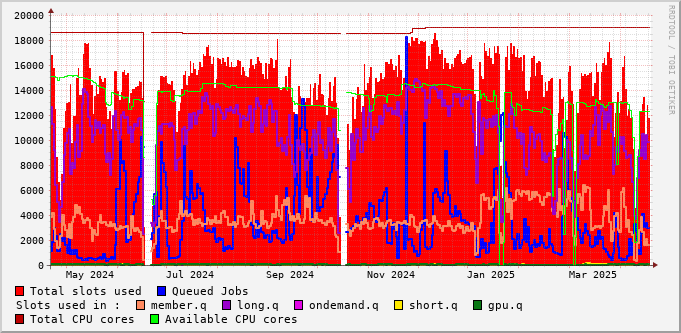 20000
18000
16000
14000
12000
10000
8000
6000
4000
2000
0
May 2024 Jul 2024 Sep 2024 Nov 2024 Jan 2025 Mar 2025
RRDTOOL / TOBI OETIKER
Total slots used Queued Jobs
Slots used in : member.q long.q ondemand.q short.q gpu.q
Total CPU cores Available CPU cores